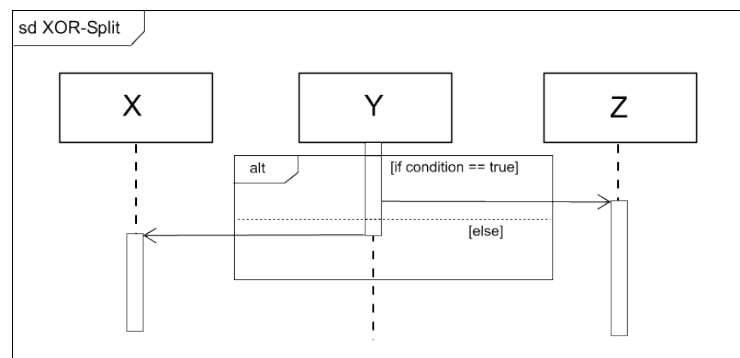 sd XOR-Split
X
Y
Z
alt
[if condition == true]
[else]